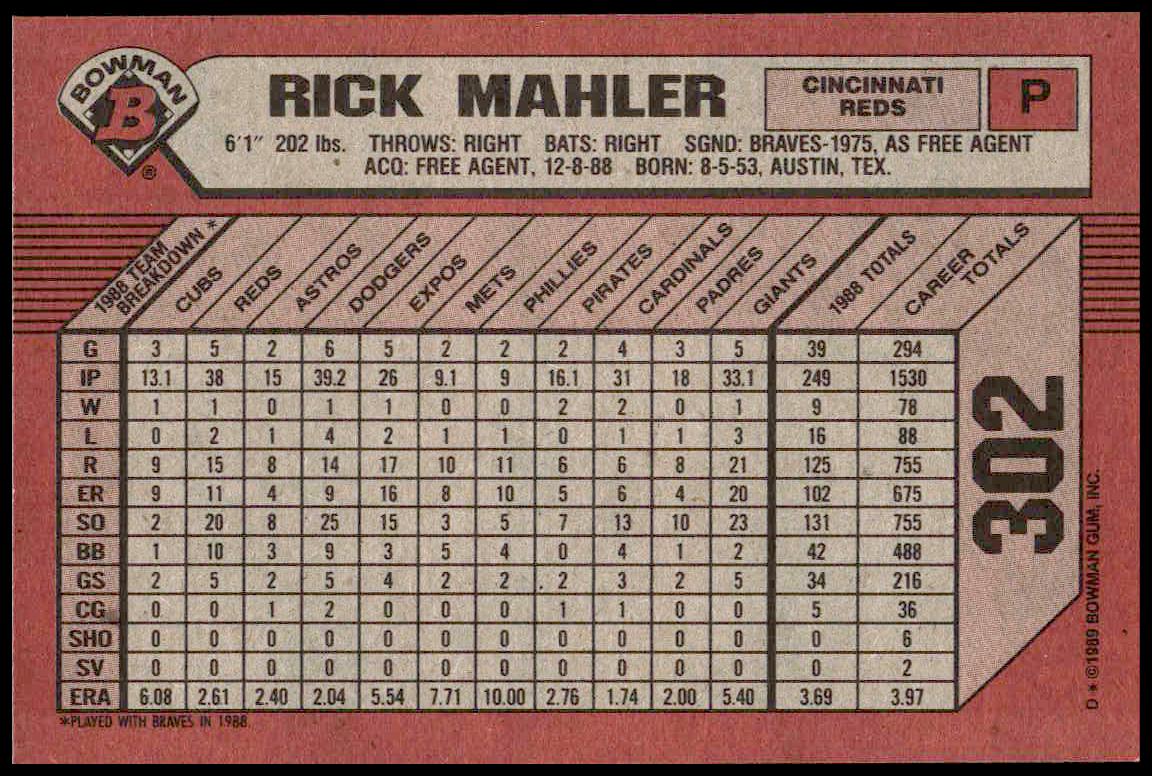 BOWMAN
B
®
RICK MAHLER
CINCINNATI
REDS
P
6'1" 202 lbs. THROWS: RIGHT BATS: RIGHT SGND: BRAVES-1975, AS FREE AGENT
ACQ: FREE AGENT, 12-8-88 BORN: 8-5-53, AUSTIN, TEX.
1988 TEAM BREAKDOWN * CUBS REDS ASTROS DODGERS EXPOS METS PHILLIES PIRATES CARDINALS PADRES GIANTS 1988 TOTALS CAREER TOTALS
G 3 5 2 6 5 2 2 2 4 3 5 39 294
IP 13.1 38 15 39.2 26 9.1 9 16.1 31 18 33.1 249 1530
W 1 1 0 1 1 0 0 2 2 0 1 9 78
L 0 2 1 4 2 1 1 0 1 1 3 16 88
R 9 15 8 14 17 10 11 6 6 8 21 125 755
ER 9 11 4 9 16 8 10 5 6 4 20 102 675
SO 2 20 8 25 15 3 5 7 13 10 23 131 755
BB 1 10 3 9 3 5 4 0 4 1 2 42 488
GS 2 5 2 5 4 2 2 2 3 2 5 34 216
CG 0 0 1 2 0 0 0 1 1 0 0 5 36
SHO 0 0 0 0 0 0 0 0 0 0 0 0 6
SV 0 0 0 0 0 0 0 0 0 0 0 0 2
ERA 6.08 2.61 2.40 2.04 5.54 7.71 10.00 2.76 1.74 2.00 5.40 3.69 3.97
*PLAYED WITH BRAVES IN 1988.
302
D * ©1989 BOWMAN GUM, INC.